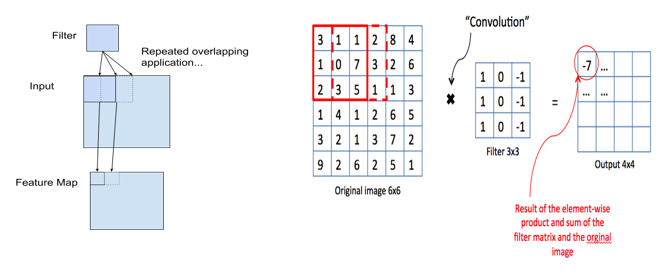 Filter
Repeated overlapping
application...
Input
Feature Map
"Convolution"
3 1 1 2 8 4
1 0 7 3 2 6
2 3 5 1 1 3
1 4 1 2 6 5
3 2 1 3 7 2
9 2 6 2 5 1
Original image 6x6
✖
1 0 -1
1 0 -1
1 0 -1
Filter 3x3
=
-7 ...
... ...
Output 4x4
Result of the element-wise
product and sum of the
filter matrix and the orginal
image